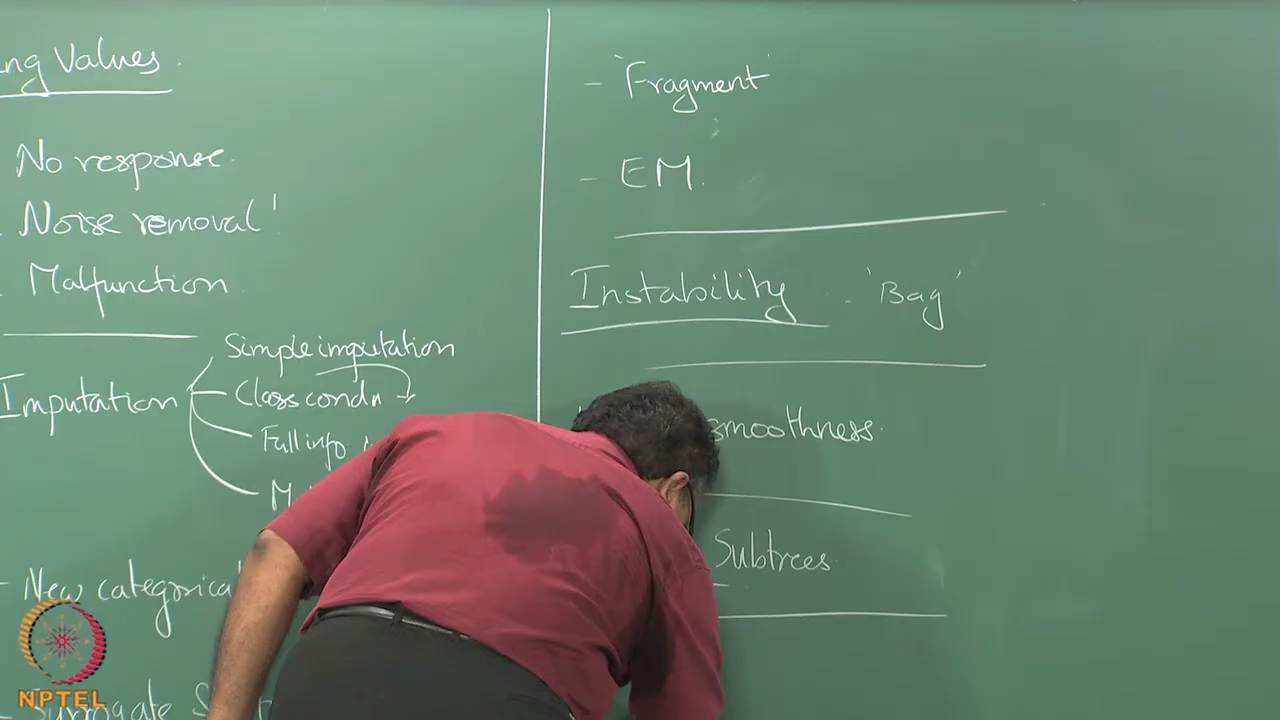 ng Values
No response
Noise removal!
Malfunction
Imputation
Simple imputation
Class condn
Full info
M
- New categorica
- Surrogate S
- 'Fragment'
- EM.
Instability - 'Bag'
smoothness.
Subtrees.
NPTEL